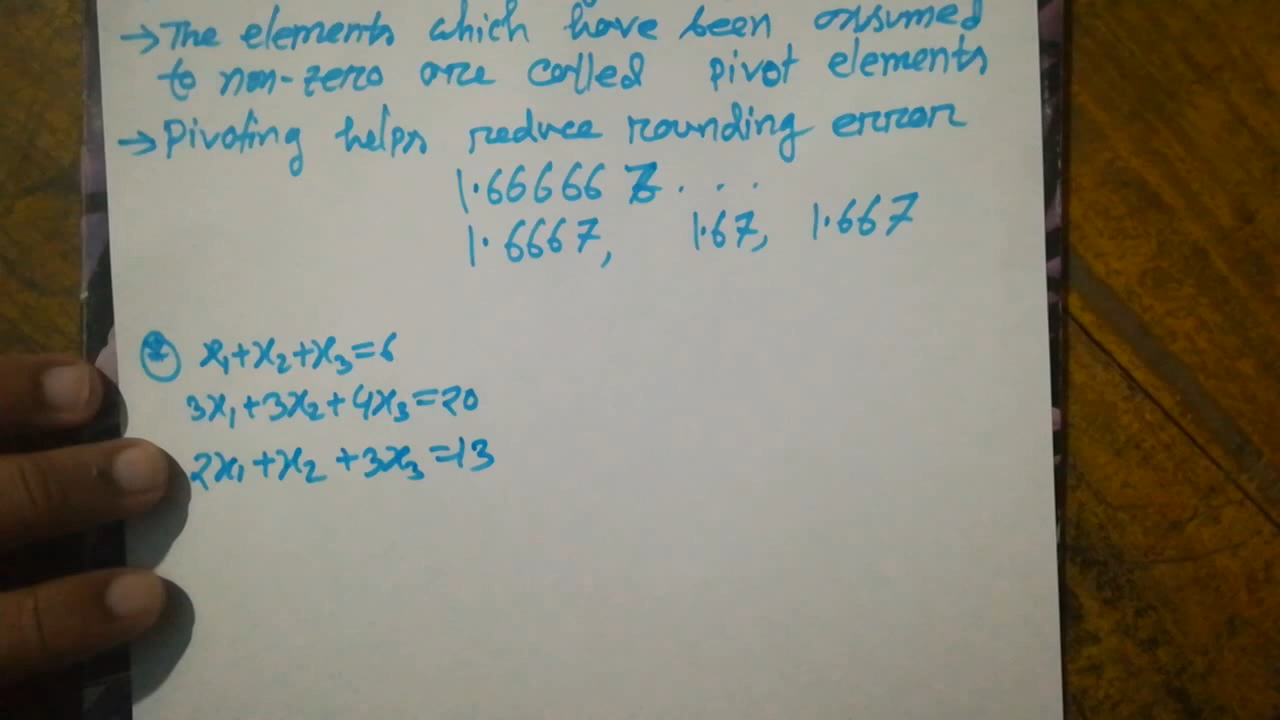 → The elements which have been assumed
to non-zero are called pivot elements
→ Pivoting helps reduce rounding error
1.66666 ...
1.6667, 1.67, 1.667
x₁+x₂+x₃=6
3x₁+3x₂+4x₃=20
2x₁+x₂+3x₃=13